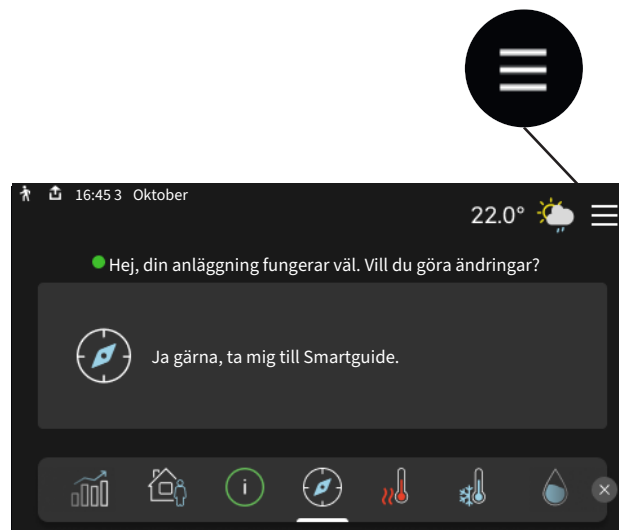 16:45 3 Oktober
22.0°
Hej, din anläggning fungerar väl. Vill du göra ändringar?
Ja gärna, ta mig till Smartguide.
i